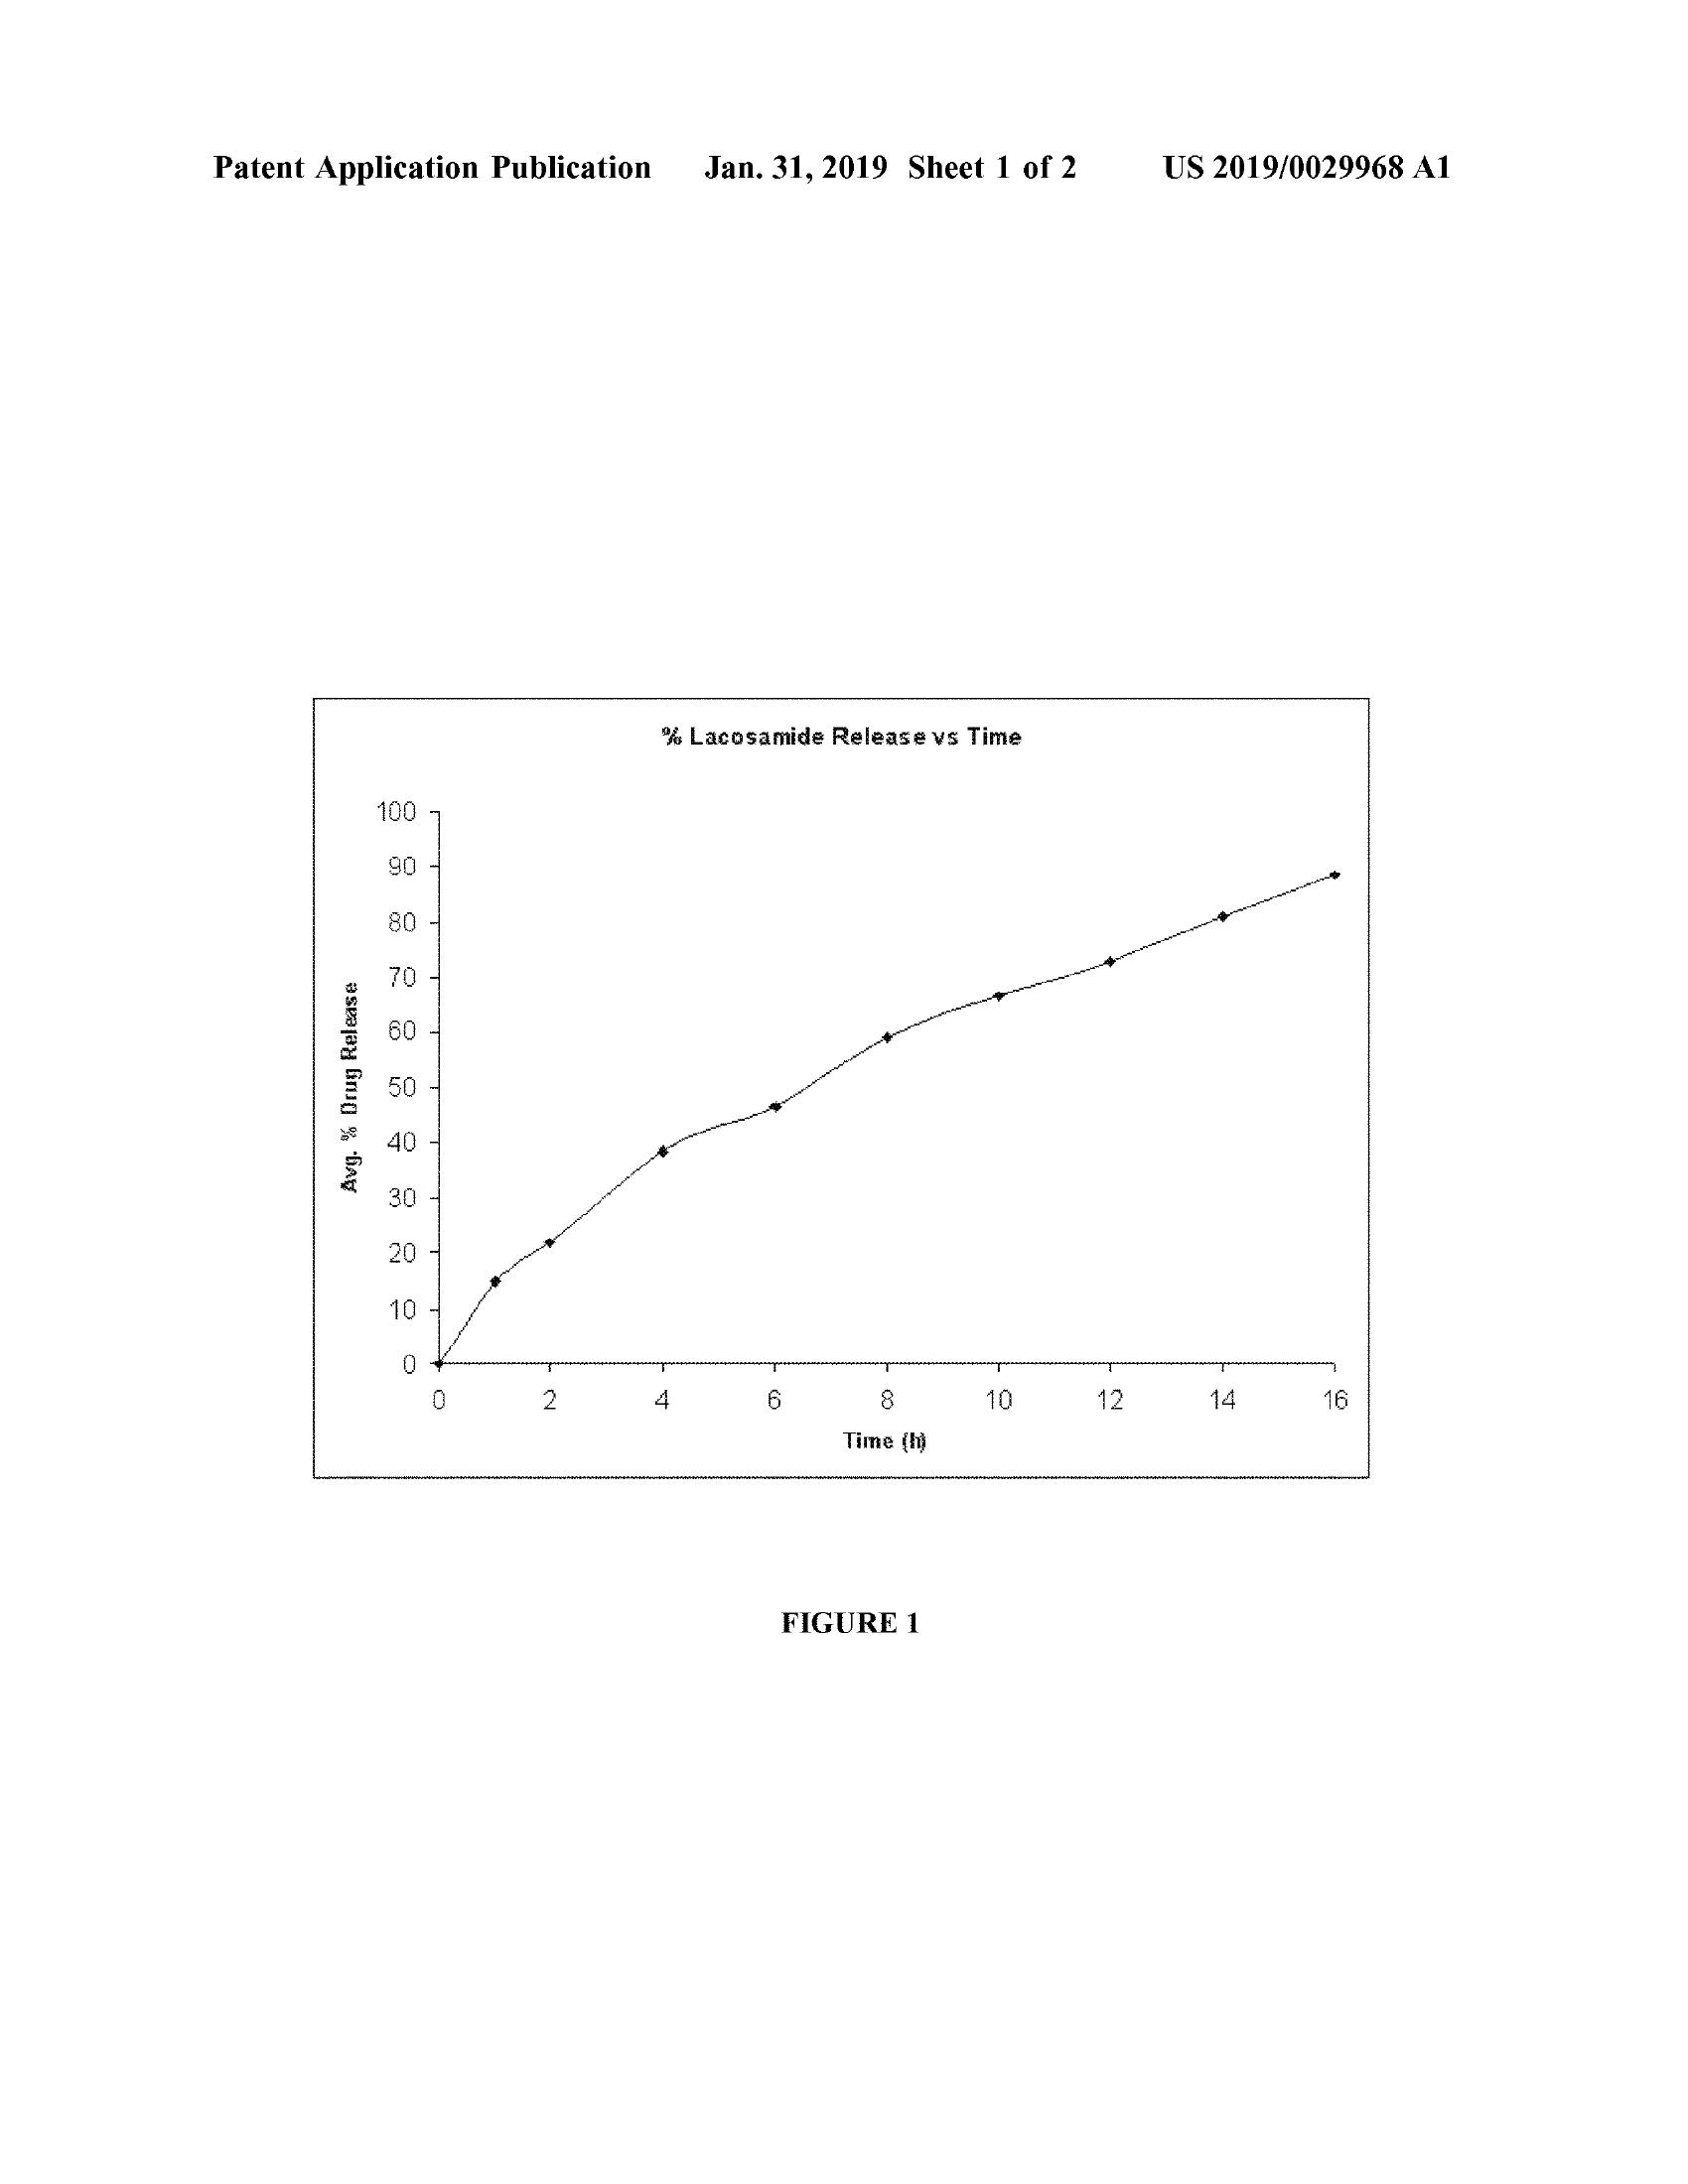 Patent Application Publication Jan. 31, 2019 Sheet 1 of 2 US 2019/0029968 A1
% Lacosamide Release vs Time
100
90
80
70
60
50
40
30
20
10
0
Avg. % Drug Release
0 2 4 6 8 10 12 14 16
Time (h)
FIGURE 1